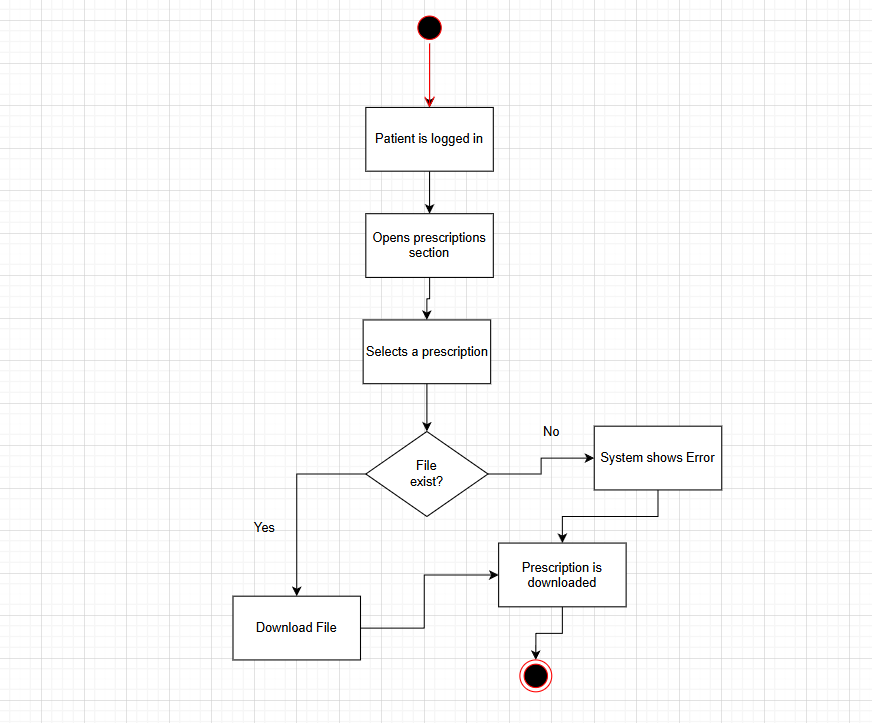 Patient is logged in
Opens prescriptions
section
Selects a prescription
File
exist?
No
System shows Error
Yes
Prescription is
downloaded
Download File